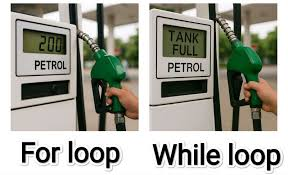 200
PETROL
TANK
FULL
PETROL
For loop
While loop